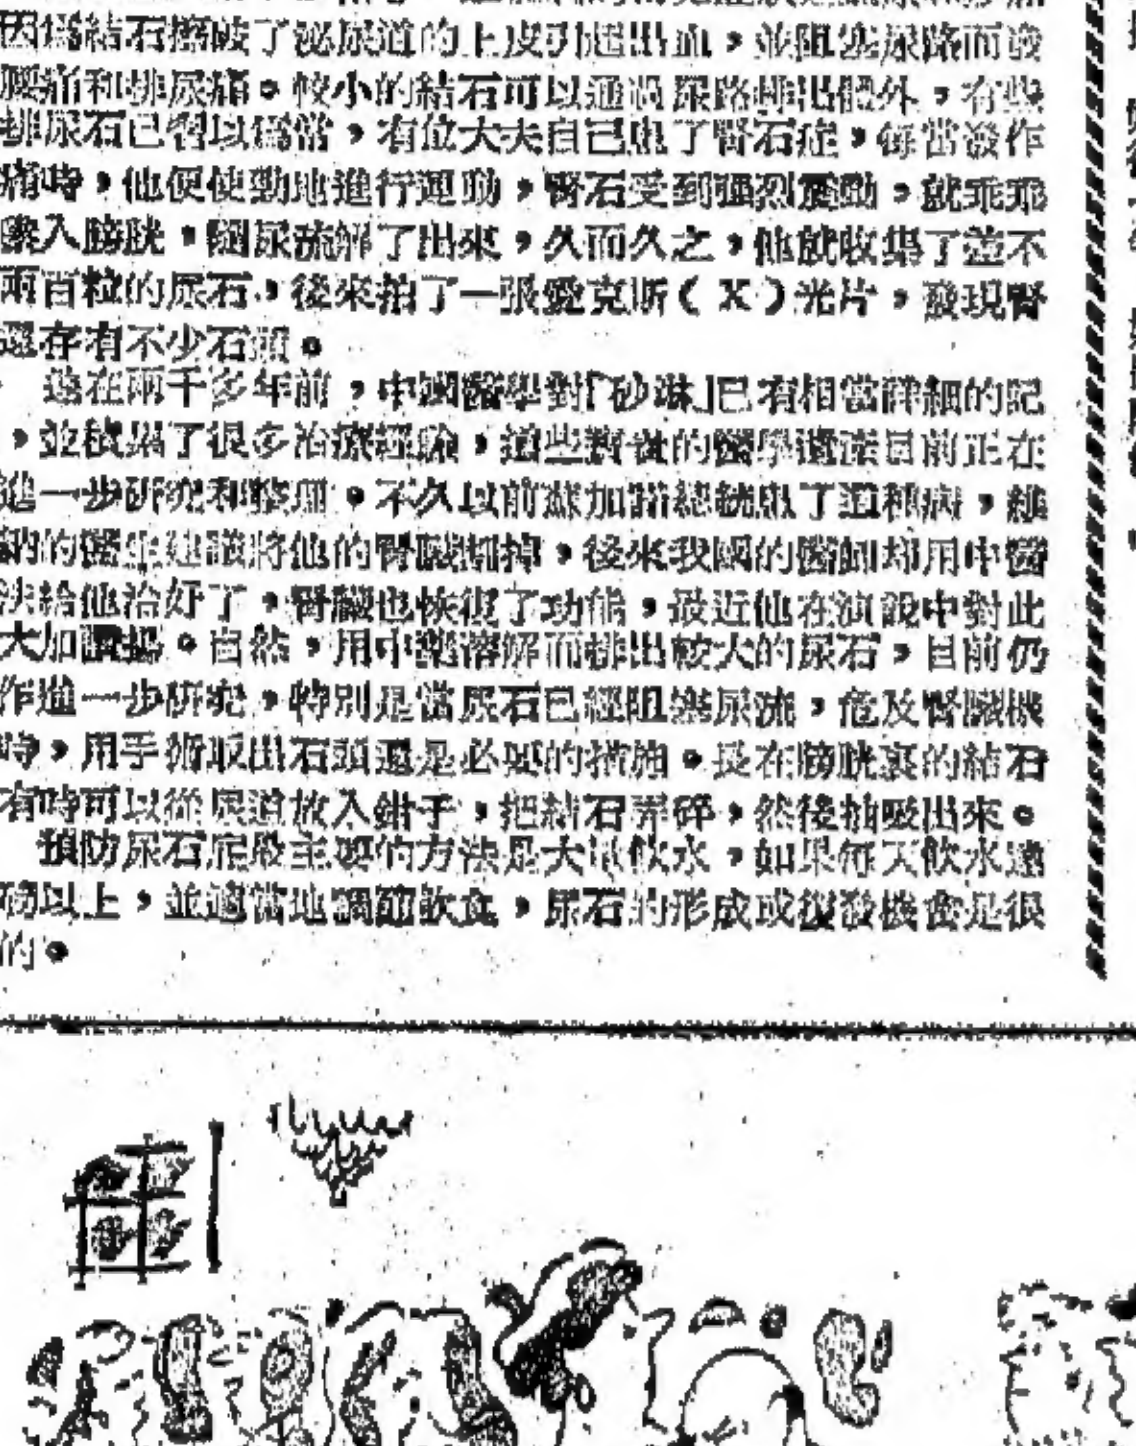 因爲結石擦破了泌尿道的上皮引起出血，並阻塞尿路而發
腰痛和排尿痛。較小的結石可以通過尿路排出體外，有些
排尿石已習以爲常，有位大夫自己患了腎石症，每當發作
痛時，他便使勁地進行運動，腎石受到强烈震動，就乖乖
墜入膀胱，隨尿流解了出來，久而久之，他就收集了差不
兩百粒的尿石，後來拍了一張愛克斯（X）光片，發現腎
還存有不少石頭。
遠在兩千多年前，中國醫學對「砂淋」已有相當詳細的記
，並積累了很多治療經驗，這些寶貴的醫學遺產目前正在
進一步研究和整理。不久以前蘇加諾總統患了這種病，維
納的醫生建議將他的腎臟割掉，後來我國的醫師却用中醫
法給他治好了，腎臟也恢復了功能，最近他在演說中對此
大加讚揚。自然，用中藥溶解而排出較大的尿石，目前仍
作進一步研究，特別是當尿石已經阻塞尿流，危及腎臟機
時，用手術取出石頭還是必要的措施。長在膀胱裏的結石
有時可以從尿道放入鉗子，把結石弄碎，然後抽吸出來。
預防尿石症最主要的方法是大量飲水，如果每天飲水達
磅以上，並適當地調節飲食，尿石的形成或復發機會是很
的。